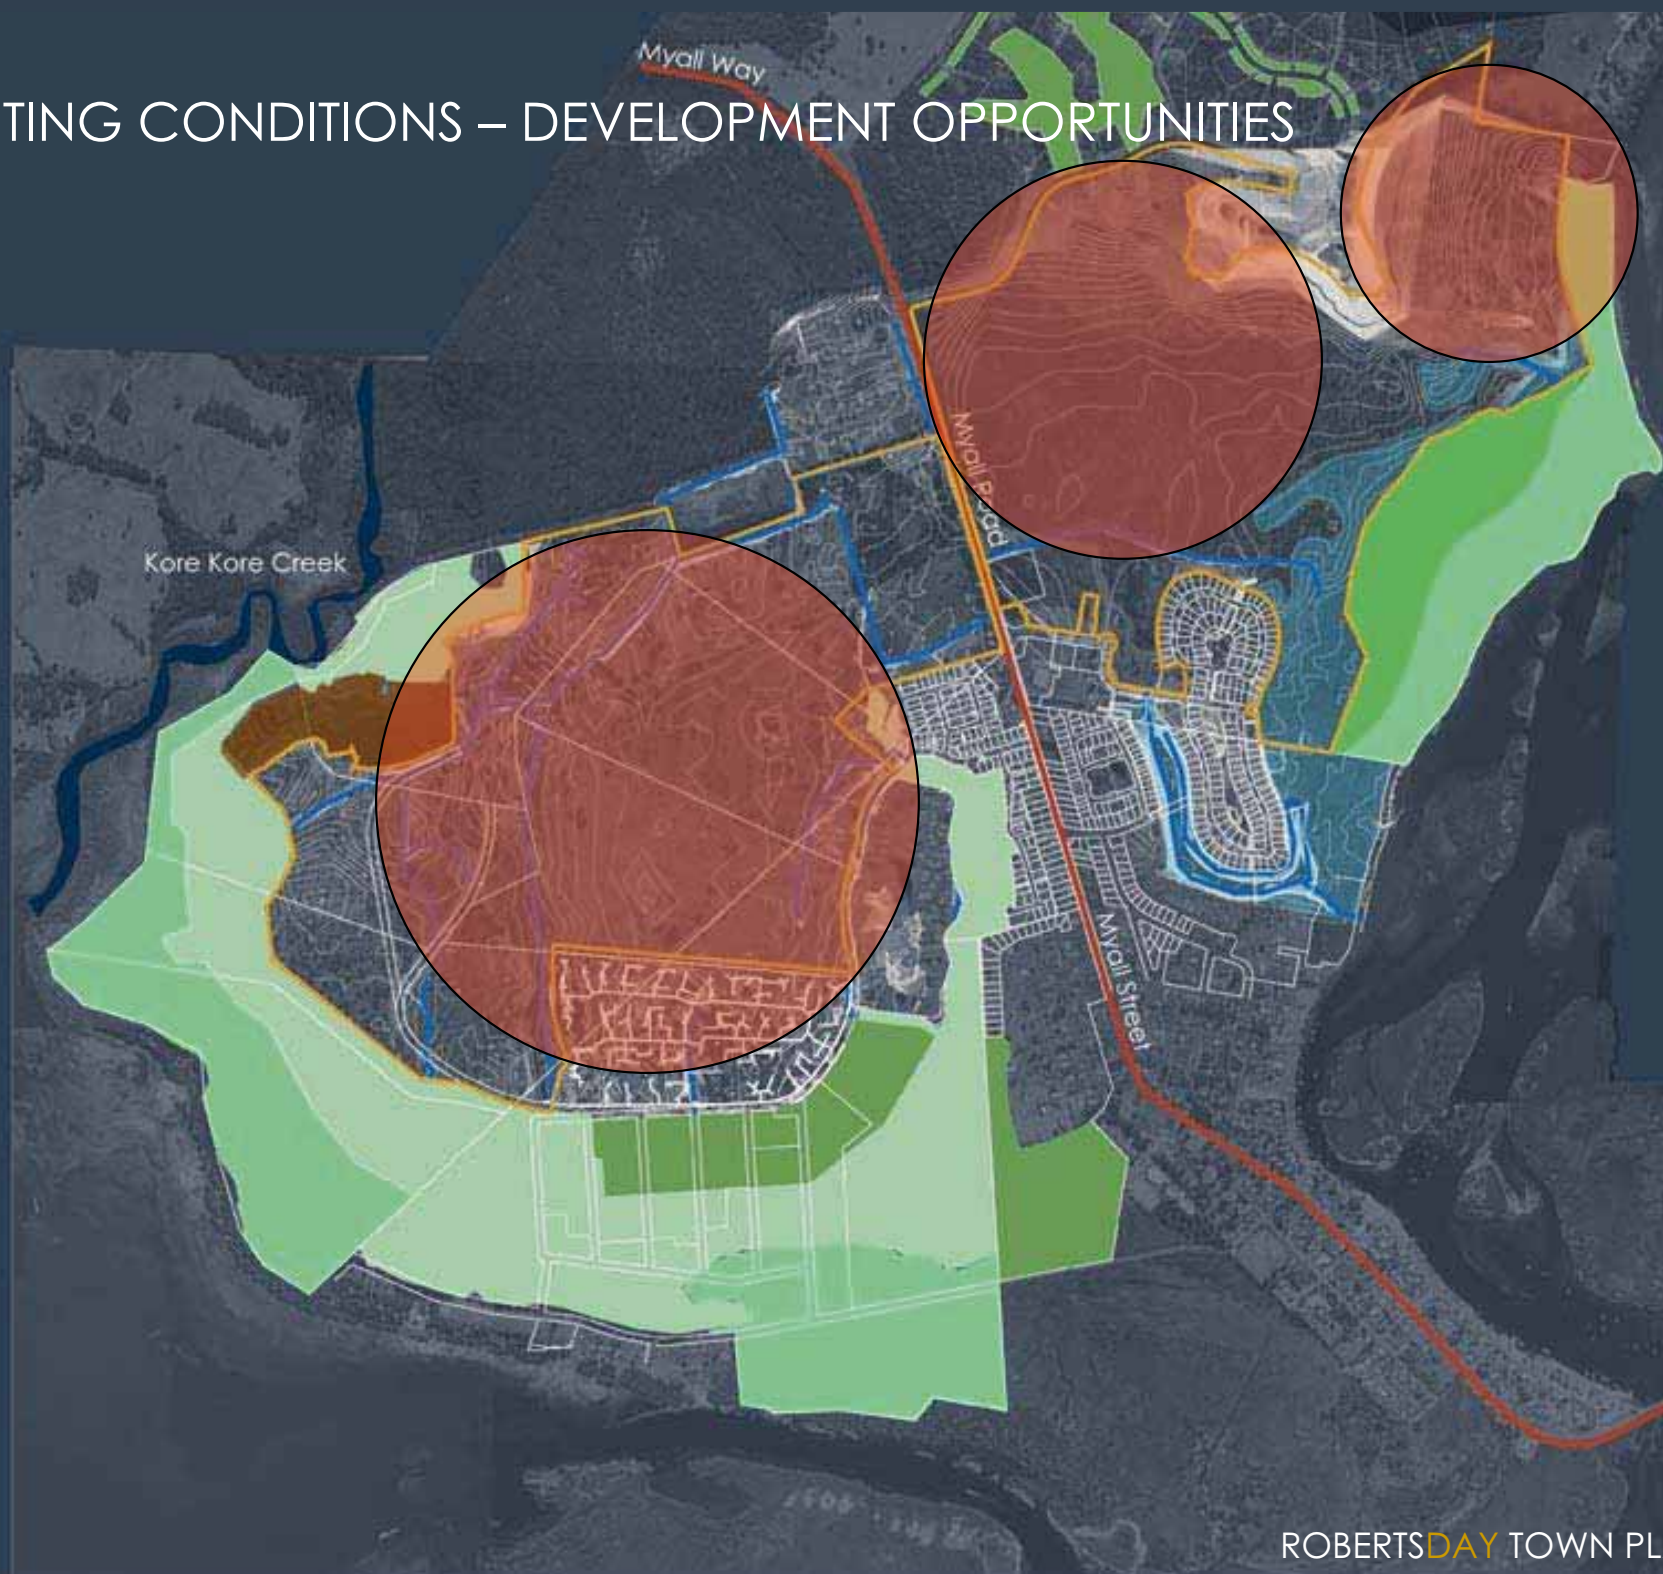 Myall Way
TING CONDITIONS – DEVELOPMENT OPPORTUNITIES
Myall Road
Kore Kore Creek
Myall Street
ROBERTSDAY TOWN PL